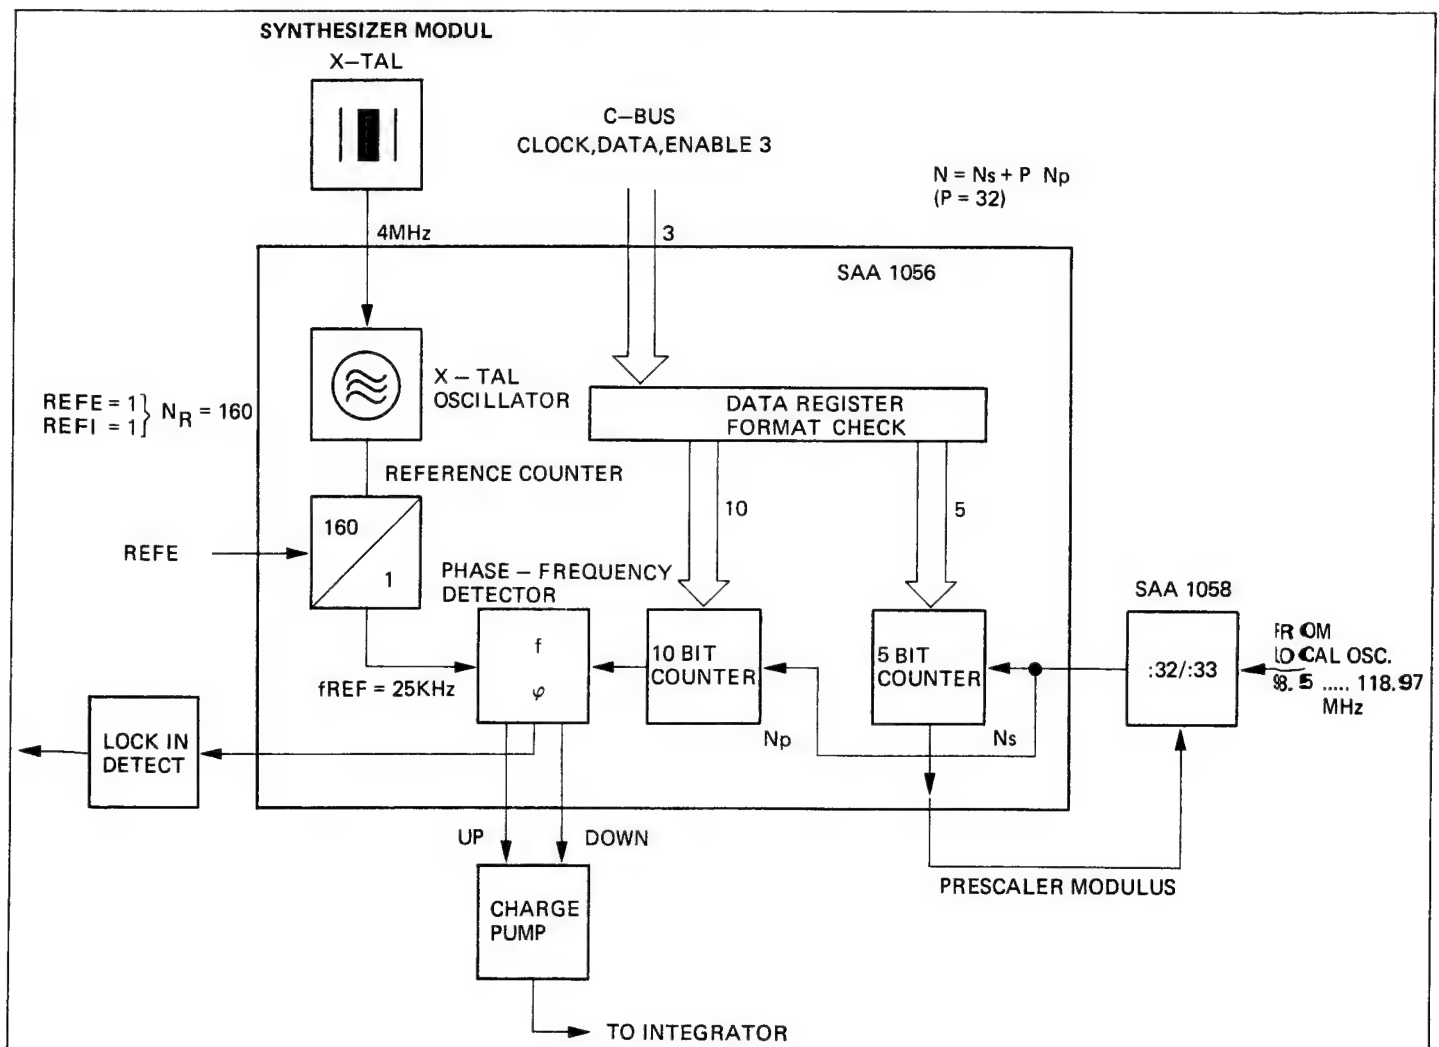 SYNTHESIZER MODUL
X–TAL
C-BUS
CLOCK,DATA,ENABLE 3
N = Ns + P Np
(P = 32)
4MHz
3
SAA 1056
X – TAL
OSCILLATOR
DATA REGISTER
FORMAT CHECK
REFE = 1
REFI = 1
} NR = 160
REFERENCE COUNTER
10
5
160
1
REFE
PHASE – FREQUENCY
DETECTOR
SAA 1058
f
φ
10 BIT
COUNTER
5 BIT
COUNTER
:32/:33
FROM
LOCAL OSC.
98.5 ..... 118.97
MHz
fREF = 25KHz
Np
Ns
LOCK IN
DETECT
UP
DOWN
PRESCALER MODULUS
CHARGE
PUMP
TO INTEGRATOR